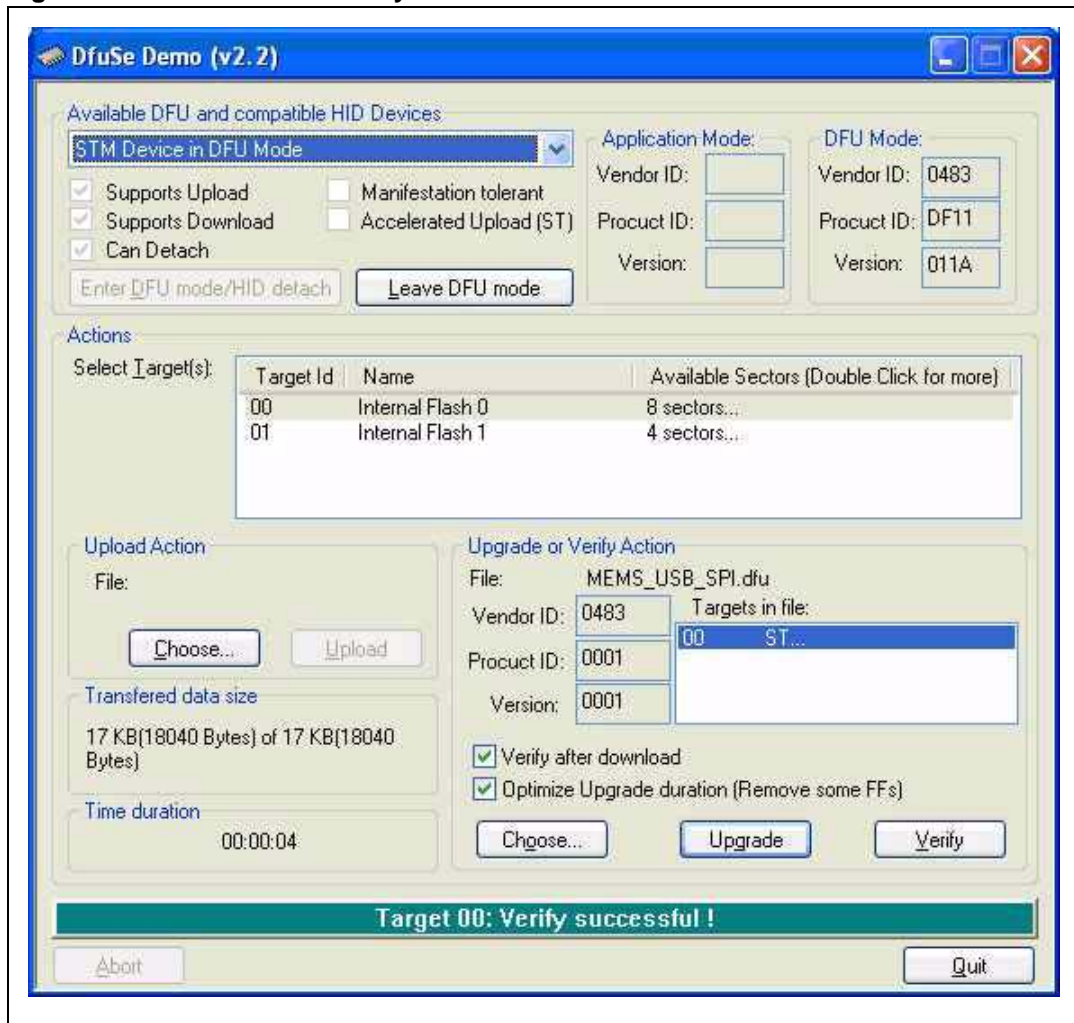 DfuSe Demo (v2.2)
Available DFU and compatible HID Devices
STM Device in DFU Mode
Supports Upload
Manifestation tolerant
Supports Download
Accelerated Upload (ST)
Can Detach
Enter DFU mode/HID detach
Leave DFU mode
Application Mode:
Vendor ID:
Procuct ID:
Version:
DFU Mode:
Vendor ID: 0483
Procuct ID: DF11
Version: 011A
Actions
Select Target(s):
Target Id Name Available Sectors (Double Click for more)
00 Internal Flash 0 8 sectors...
01 Internal Flash 1 4 sectors...
Upload Action
File:
Choose... Upload
Transfered data size
17 KB(18040 Bytes) of 17 KB(18040
Bytes)
Time duration
00:00:04
Upgrade or Verify Action
File: MEMS_USB_SPI.dfu
Vendor ID: 0483
Procuct ID: 0001
Version: 0001
Targets in file:
00 ST...
Verify after download
Optimize Upgrade duration (Remove some FFs)
Choose... Upgrade Verify
Target 00: Verify successful !
Abort Quit